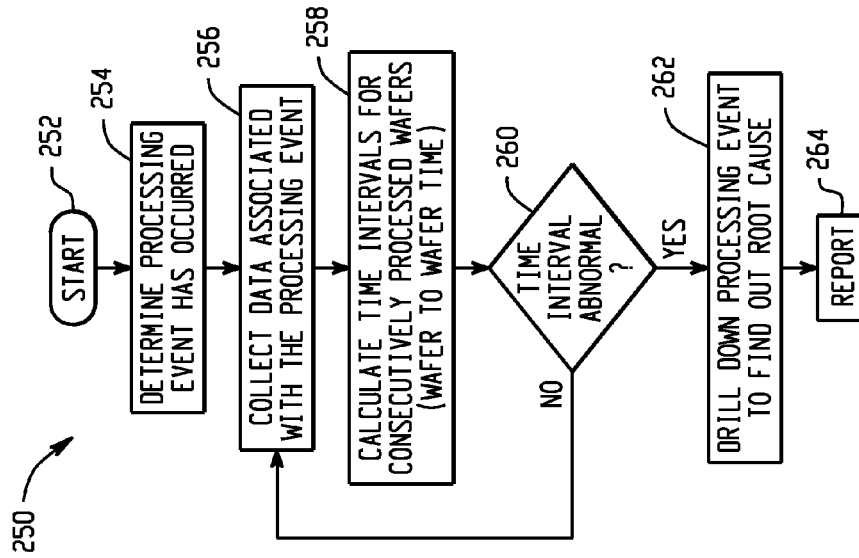 250
252
START
254
DETERMINE PROCESSING
EVENT HAS OCCURRED
256
COLLECT DATA ASSOCIATED
WITH THE PROCESSING EVENT
258
CALCULATE TIME INTERVALS FOR
CONSECUTIVELY PROCESSED WAFERS
(WAFER TO WAFER TIME)
260
TIME
INTERVAL
ABNORMAL
?
NO
YES
262
DRILL DOWN PROCESSING EVENT
TO FIND OUT ROOT CAUSE
264
REPORT